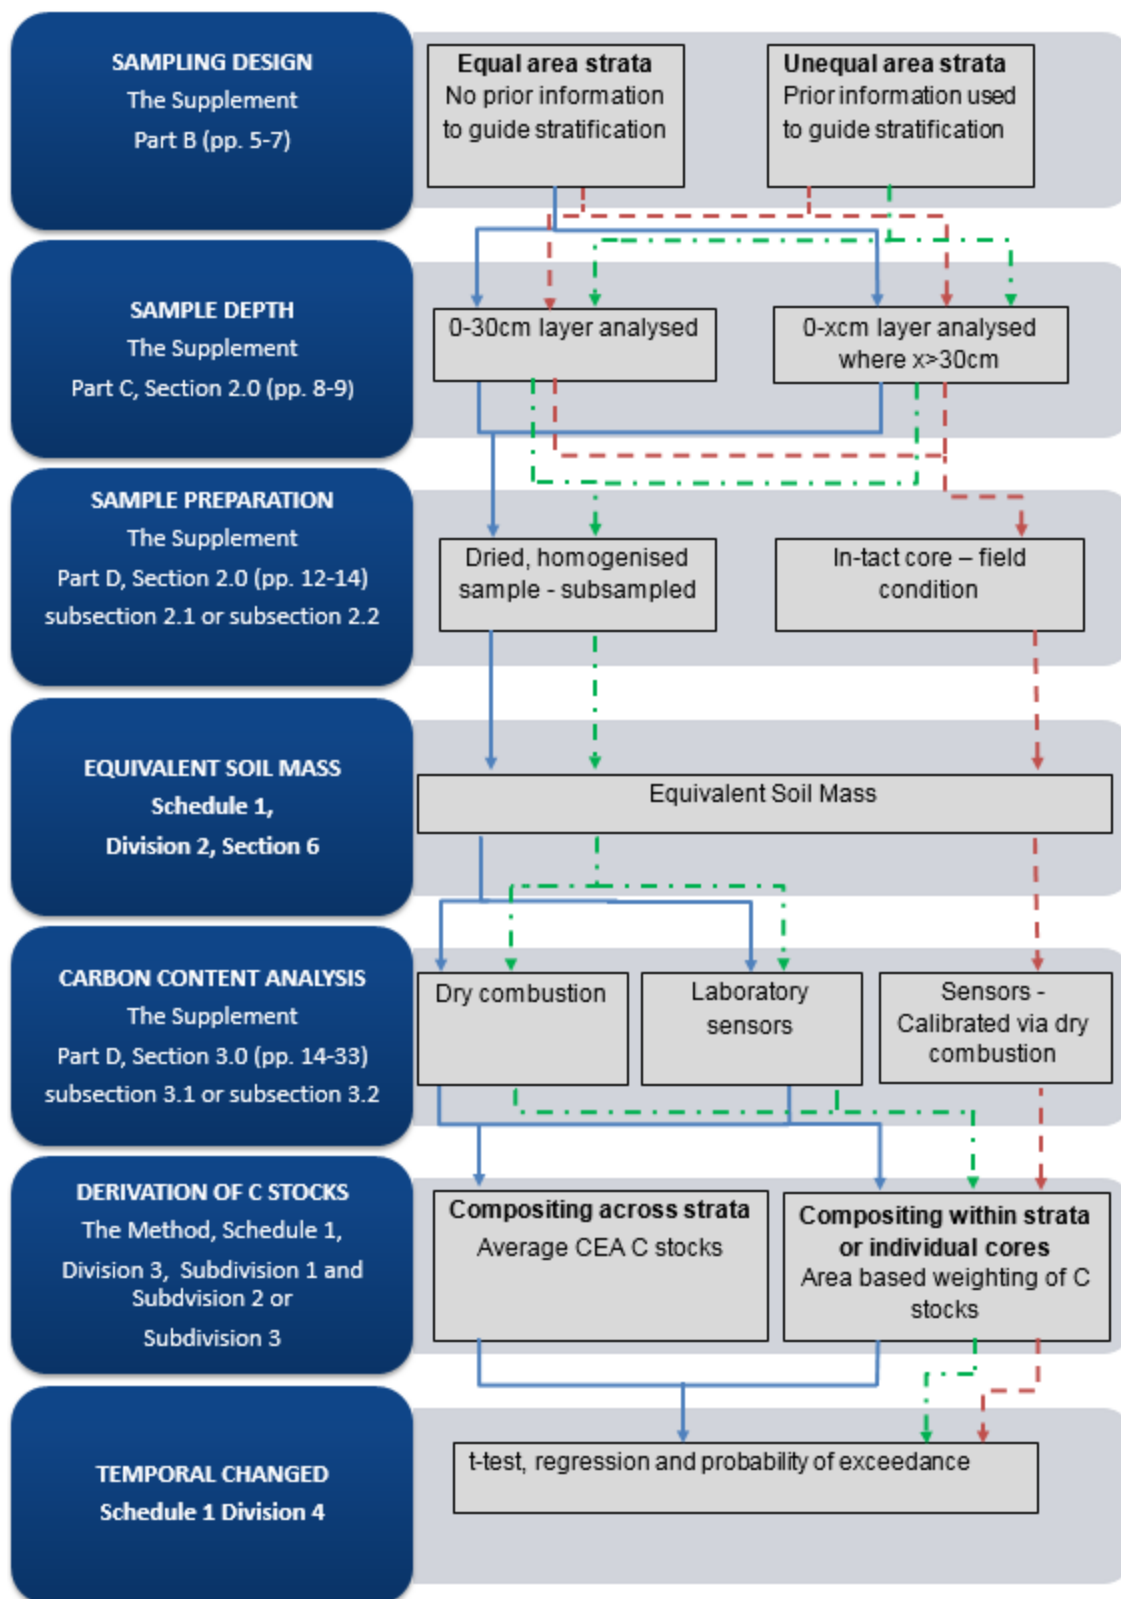 SAMPLING DESIGN
The Supplement
Part B (pp. 5-7)
Equal area strata
No prior information
to guide stratification
Unequal area strata
Prior information used
to guide stratification
SAMPLE DEPTH
The Supplement
Part C, Section 2.0 (pp. 8-9)
0-30cm layer analysed
0-xcm layer analysed
where x>30cm
SAMPLE PREPARATION
The Supplement
Part D, Section 2.0 (pp. 12-14)
subsection 2.1 or subsection 2.2
Dried, homogenised
sample - subsampled
In-tact core – field
condition
EQUIVALENT SOIL MASS
Schedule 1,
Division 2, Section 6
Equivalent Soil Mass
CARBON CONTENT ANALYSIS
The Supplement
Part D, Section 3.0 (pp. 14-33)
subsection 3.1 or subsection 3.2
Dry combustion
Laboratory
sensors
Sensors -
Calibrated via dry
combustion
DERIVATION OF C STOCKS
The Method, Schedule 1,
Division 3, Subdivision 1 and
Subdvision 2 or
Subdivision 3
Compositing across strata
Average CEA C stocks
Compositing within strata
or individual cores
Area based weighting of C
stocks
TEMPORAL CHANGED
Schedule 1 Division 4
t-test, regression and probability of exceedance